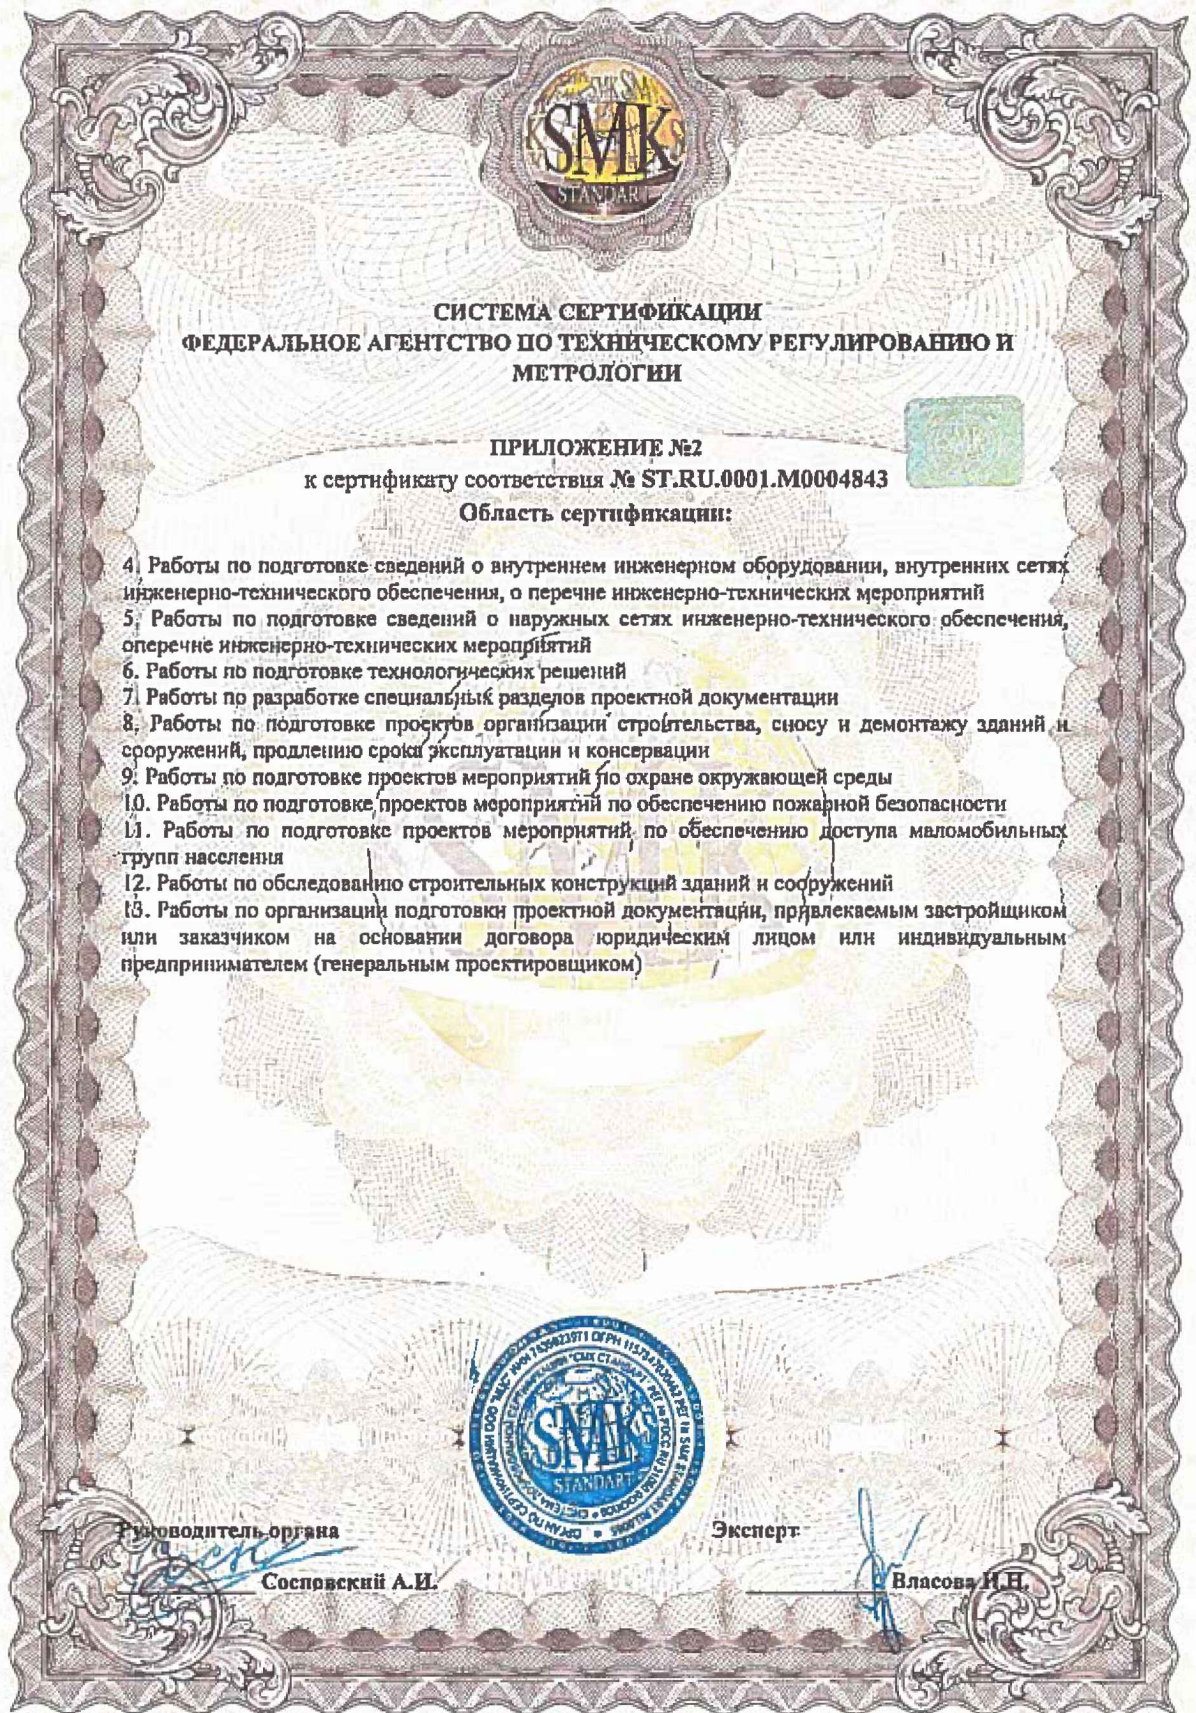 SMK
STANDART
СИСТЕМА СЕРТИФИКАЦИИ
ФЕДЕРАЛЬНОЕ АГЕНТСТВО ПО ТЕХНИЧЕСКОМУ РЕГУЛИРОВАНИЮ И
МЕТРОЛОГИИ
ПРИЛОЖЕНИЕ №2
к сертификату соответствия № ST.RU.0001.M0004843
Область сертификации:
4. Работы по подготовке сведений о внутреннем инженерном оборудовании, внутренних сетях
инженерно-технического обеспечения, о перечне инженерно-технических мероприятий
5. Работы по подготовке сведений о наружных сетях инженерно-технического обеспечения,
оперечне инженерно-технических мероприятий
6. Работы по подготовке технологических решений
7. Работы по разработке специальных разделов проектной документации
8. Работы по подготовке проектов организации строительства, сносу и демонтажу зданий и
сооружений, продлению срока эксплуатации и консервации
9. Работы по подготовке проектов мероприятий по охране окружающей среды
10. Работы по подготовке проектов мероприятий по обеспечению пожарной безопасности
11. Работы по подготовке проектов мероприятий по обеспечению доступа маломобильных
групп населения
12. Работы по обследованию строительных конструкций зданий и сооружений
13. Работы по организации подготовки проектной документации, привлекаемым застройщиком
или заказчиком на основании договора юридическим лицом или индивидуальным
предпринимателем (генеральным проектировщиком)
SMK
STANDART
Руководитель органа
Эксперт
Сосновский А.И.
Власова И.Н.